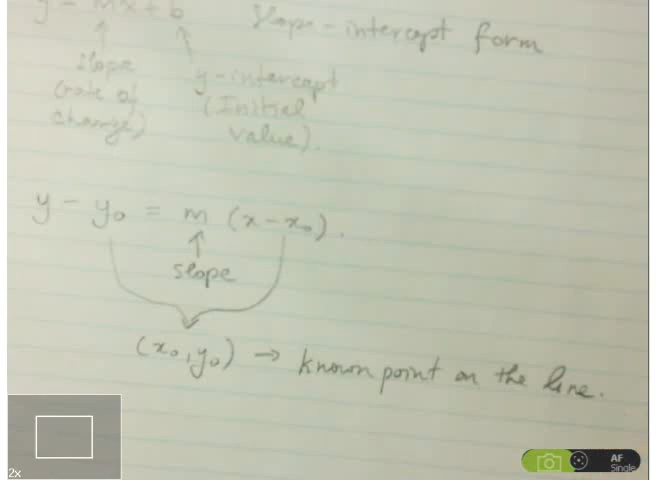 y = mx + b slope-intercept form
slope y-intercept
(rate of (Initial
change) value).
y - y₀ = m (x - x₀).
slope
(x₀, y₀) → known point on the line.
2x
AF
Single